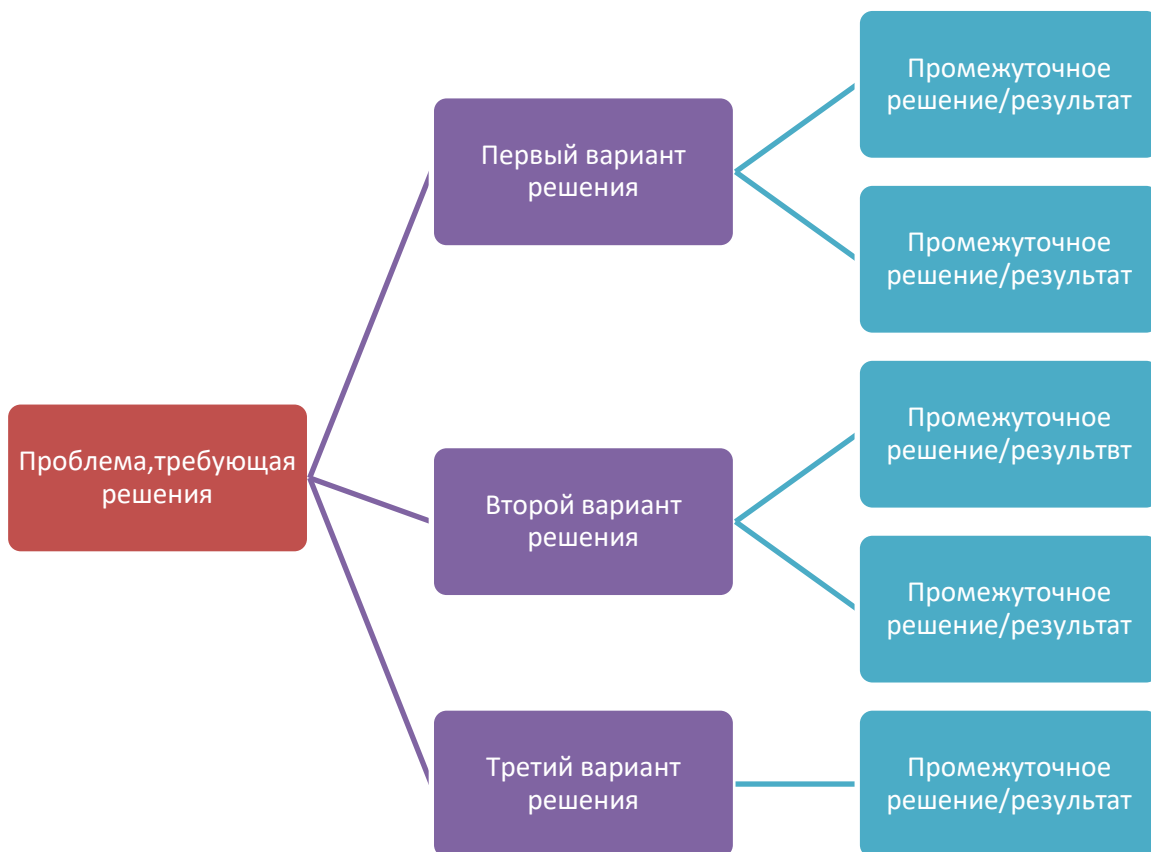 Проблема,требующая
решения
Первый вариант
решения
Промежуточное
решение/результат
Промежуточное
решение/результат
Второй вариант
решения
Промежуточное
решение/результвт
Промежуточное
решение/результат
Третий вариант
решения
Промежуточное
решение/результат